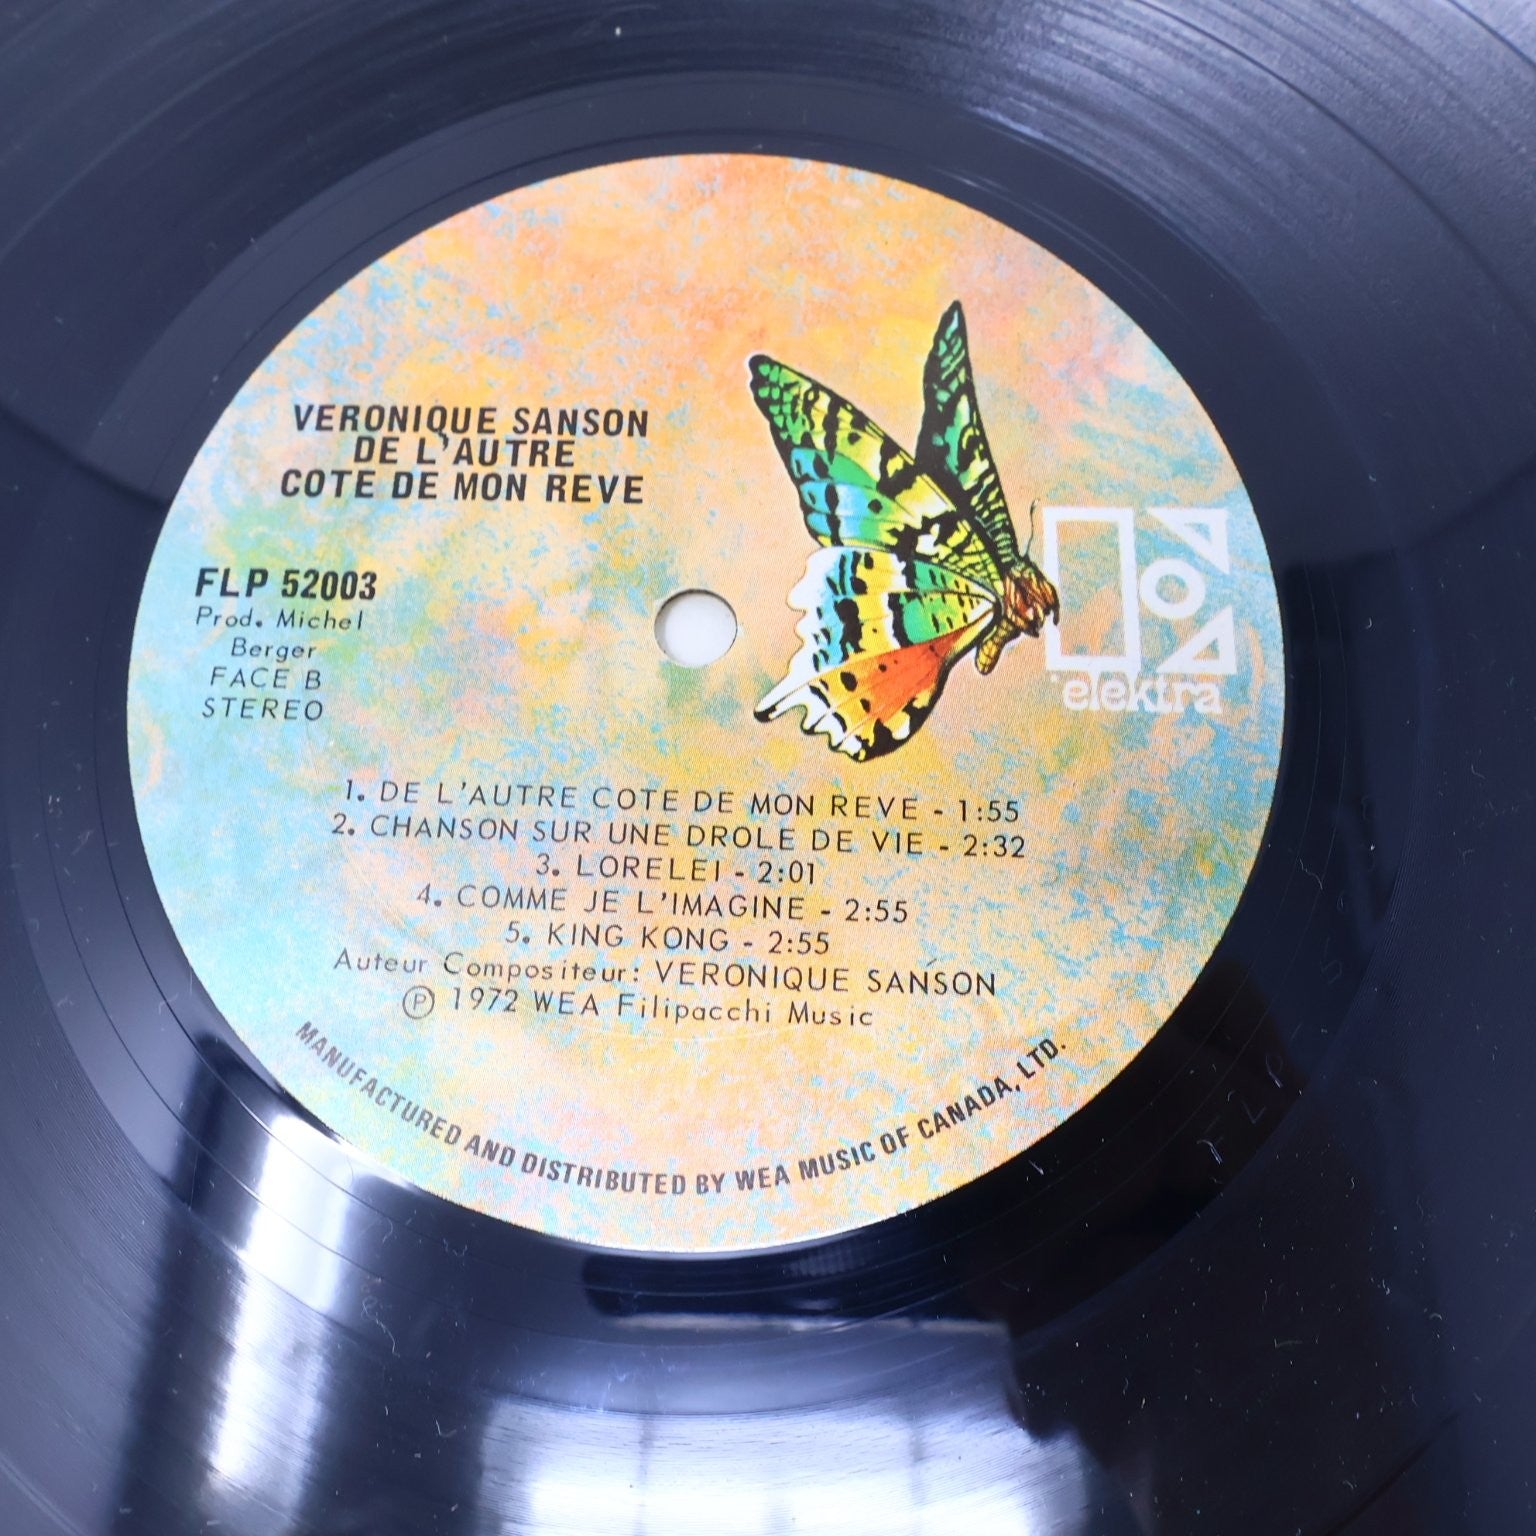 VERONIQUE SANSON
DE L'AUTRE
COTE DE MON REVE
FLP 52003
Prod. Michel
Berger
FACE B
STEREO
elektra
1. DE L'AUTRE COTE DE MON REVE - 1:55
2. CHANSON SUR UNE DROLE DE VIE - 2:32
3. LORELEI - 2:01
4. COMME JE L'IMAGINE - 2:55
5. KING KONG - 2:55
Auteur Compositeur: VERONIQUE SANSON
Ⓟ 1972 WEA Filipacchi Music
MANUFACTURED AND DISTRIBUTED BY WEA MUSIC OF CANADA, LTD.